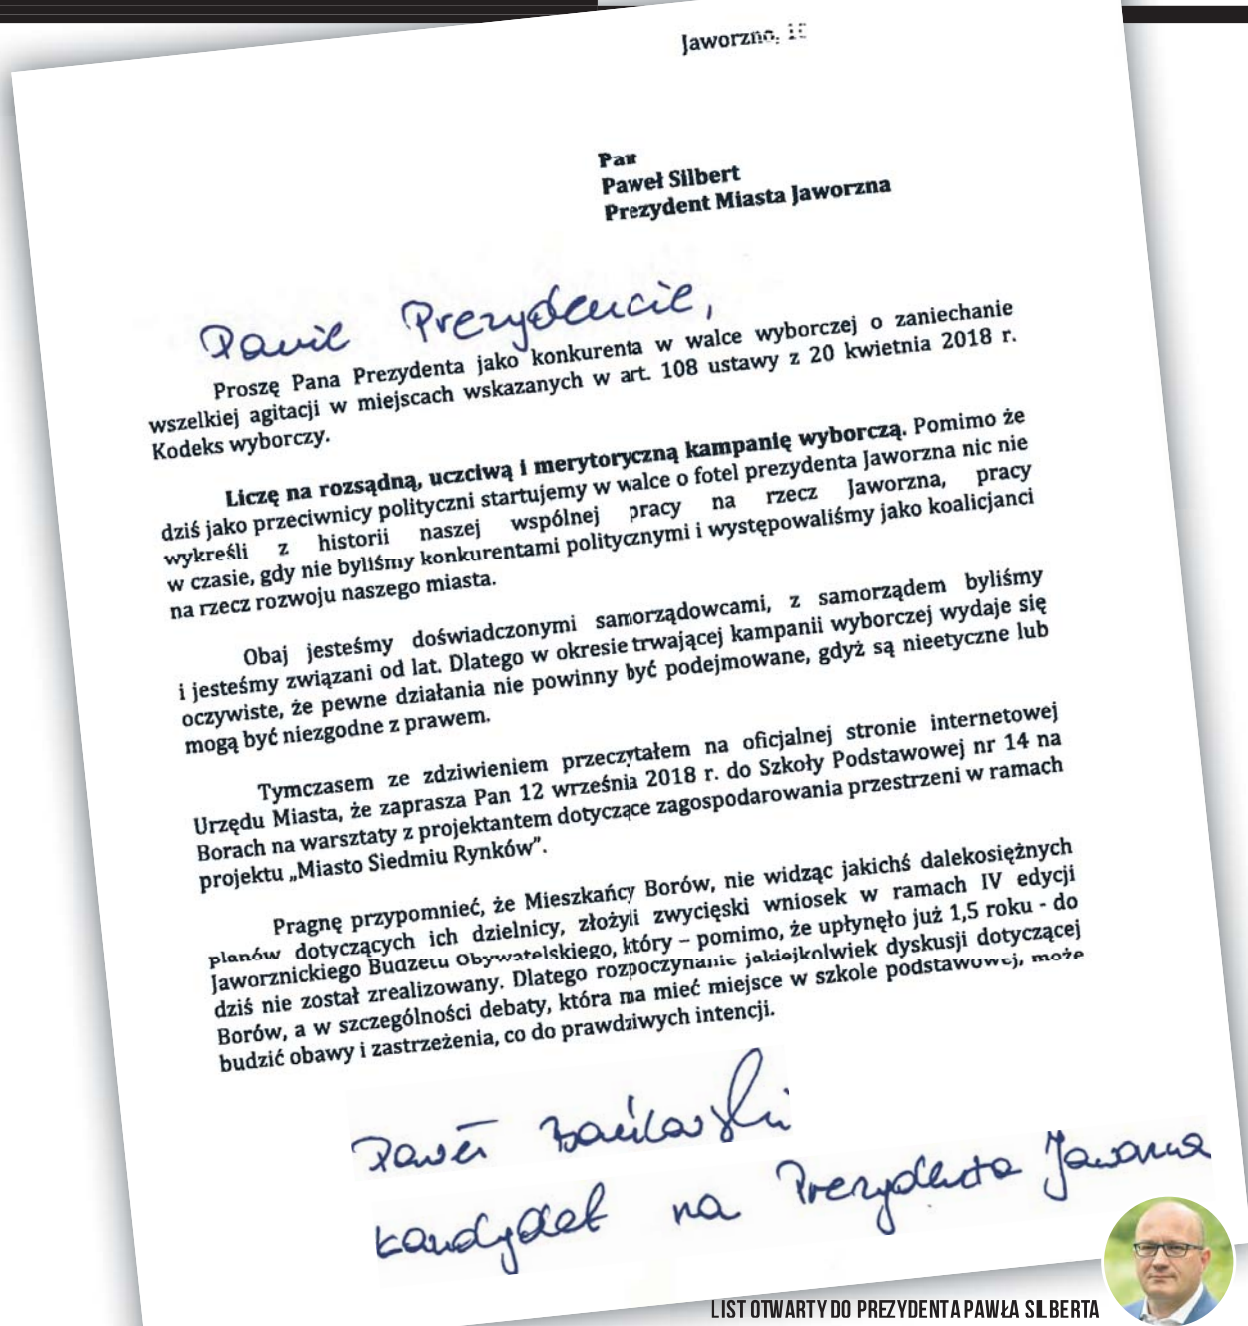 Jaworzno,
Pan
Paweł Silbert
Prezydent Miasta Jaworzna
Panie Prezydencie,
Proszę Pana Prezydenta jako konkurenta w walce wyborczej o zaniechanie
wszelkiej agitacji w miejscach wskazanych w art. 108 ustawy z 20 kwietnia 2018 r.
Kodeks wyborczy.
Liczę na rozsądną, uczciwą i merytoryczną kampanię wyborczą. Pomimo że
dziś jako przeciwnicy polityczni startujemy w walce o fotel prezydenta Jaworzna nic nie
wykreśli z historii naszej wspólnej pracy na rzecz Jaworzna, pracy
w czasie, gdy nie byliśmy konkurentami politycznymi i występowaliśmy jako koalicjanci
na rzecz rozwoju naszego miasta.
Obaj jesteśmy doświadczonymi samorządowcami, z samorządem byliśmy
i jesteśmy związani od lat. Dlatego w okresie trwającej kampanii wyborczej wydaje się
oczywiste, że pewne działania nie powinny być podejmowane, gdyż są nieetyczne lub
mogą być niezgodne z prawem.
Tymczasem ze zdziwieniem przeczytałem na oficjalnej stronie internetowej
Urzędu Miasta, że zaprasza Pan 12 września 2018 r. do Szkoły Podstawowej nr 14 na
Borach na warsztaty z projektantem dotyczące zagospodarowania przestrzeni w ramach
projektu „Miasto Siedmiu Rynków”.
Pragnę przypomnieć, że Mieszkańcy Borów, nie widząc jakichś dalekosiężnych
planów dotyczących ich dzielnicy, złożyli zwycięski wniosek w ramach IV edycji
Jaworznickiego Budżetu Obywatelskiego, który – pomimo, że upłynęło już 1,5 roku - do
dziś nie został zrealizowany. Dlatego rozpoczynanie jakiejkolwiek dyskusji dotyczącej
Borów, a w szczególności debaty, która ma mieć miejsce w szkole podstawowej, może
budzić obawy i zastrzeżenia, co do prawdziwych intencji.
Paweł
kandydat na Prezydenta Jaworzna
LIST OTWARTY DO PREZYDENTA PAWŁA SILBERTA